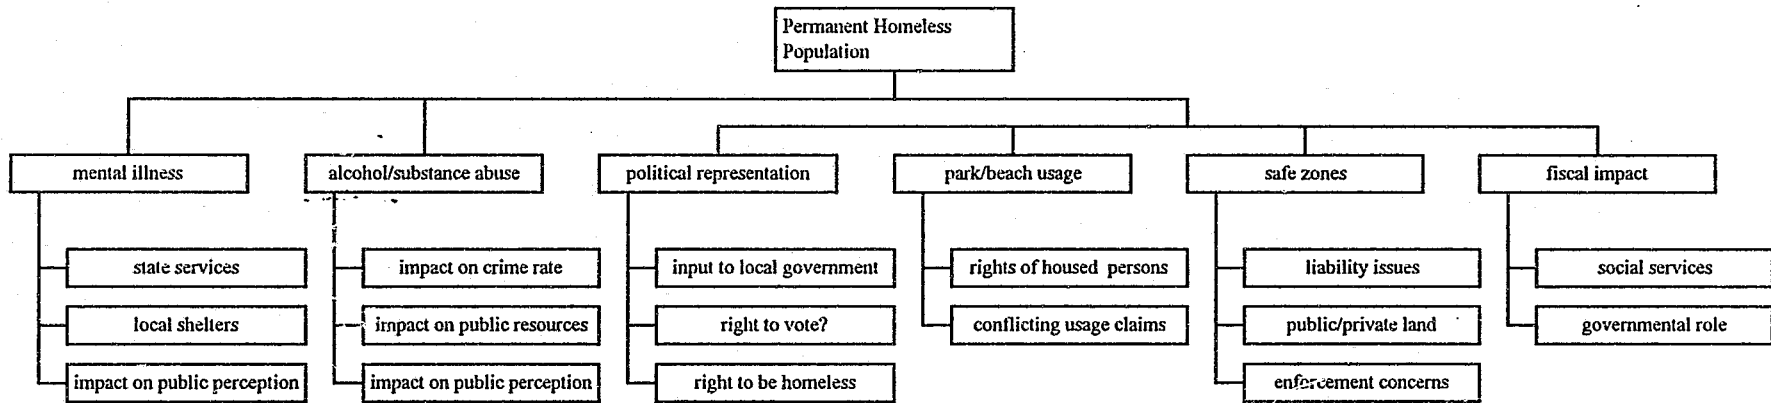 Permanent Homeless
Population
mental illness
alcohol/substance abuse
political representation
park/beach usage
safe zones
fiscal impact
state services
impact on crime rate
input to local government
rights of housed persons
liability issues
social services
local shelters
impact on public resources
right to vote?
conflicting usage claims
public/private land
governmental role
impact on public perception
impact on public perception
right to be homeless
enforcement concerns